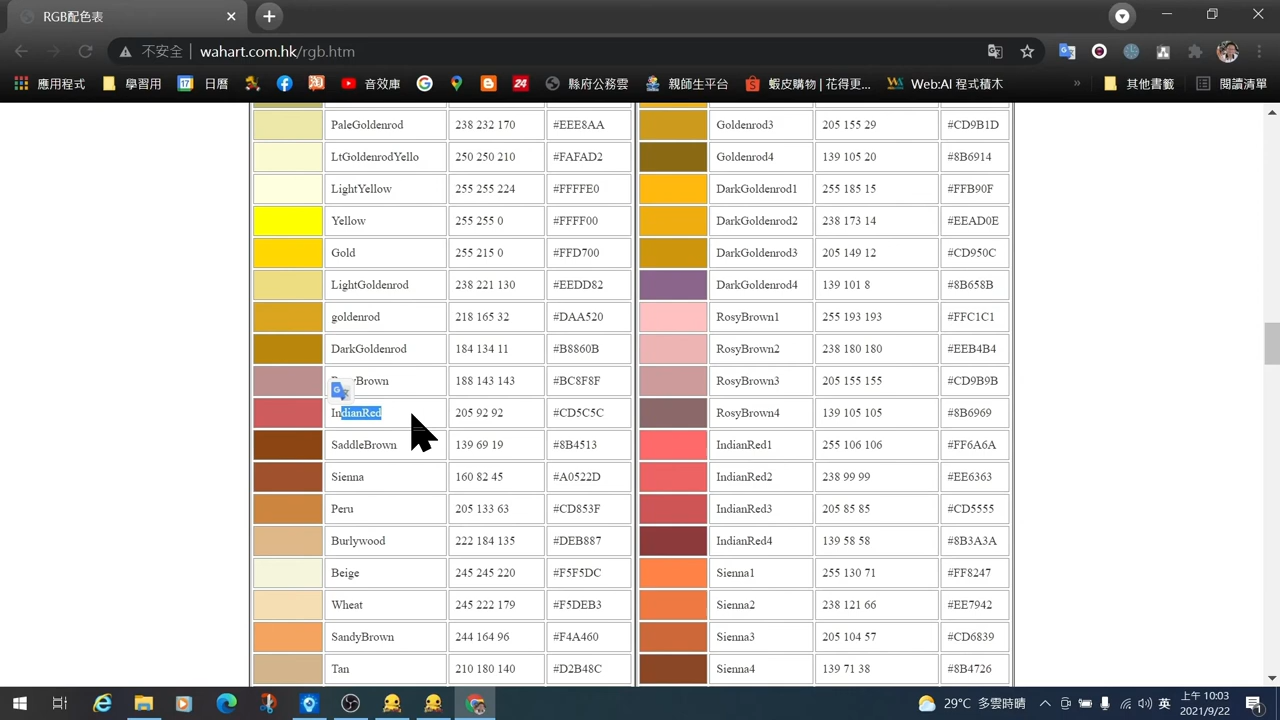 RGB配色表
不安全
wahart.com.hk/rgb.htm
應用程式
學習用
17
日曆
淘
音效庫
24
縣府公務雲
親師生平台
蝦皮購物 | 花得更...
Web:AI 程式積木
»
其他書籤
閱讀清單
PaleGoldenrod 238 232 170 #EEE8AA Goldenrod3 205 155 29 #CD9B1D
LtGoldenrodYello 250 250 210 #FAFAD2 Goldenrod4 139 105 20 #8B6914
LightYellow 255 255 224 #FFFFE0 DarkGoldenrod1 255 185 15 #FFB90F
Yellow 255 255 0 #FFFF00 DarkGoldenrod2 238 173 14 #EEAD0E
Gold 255 215 0 #FFD700 DarkGoldenrod3 205 149 12 #CD950C
LightGoldenrod 238 221 130 #EEDD82 DarkGoldenrod4 139 101 8 #8B658B
goldenrod 218 165 32 #DAA520 RosyBrown1 255 193 193 #FFC1C1
DarkGoldenrod 184 134 11 #B8860B RosyBrown2 238 180 180 #EEB4B4
RosyBrown 188 143 143 #BC8F8F RosyBrown3 205 155 155 #CD9B9B
IndianRed 205 92 92 #CD5C5C RosyBrown4 139 105 105 #8B6969
SaddleBrown 139 69 19 #8B4513 IndianRed1 255 106 106 #FF6A6A
Sienna 160 82 45 #A0522D IndianRed2 238 99 99 #EE6363
Peru 205 133 63 #CD853F IndianRed3 205 85 85 #CD5555
Burlywood 222 184 135 #DEB887 IndianRed4 139 58 58 #8B3A3A
Beige 245 245 220 #F5F5DC Sienna1 255 130 71 #FF8247
Wheat 245 222 179 #F5DEB3 Sienna2 238 121 66 #EE7942
SandyBrown 244 164 96 #F4A460 Sienna3 205 104 57 #CD6839
Tan 210 180 140 #D2B48C Sienna4 139 71 38 #8B4726
29°C 多雲時晴
英
上午 10:03
2021/9/22